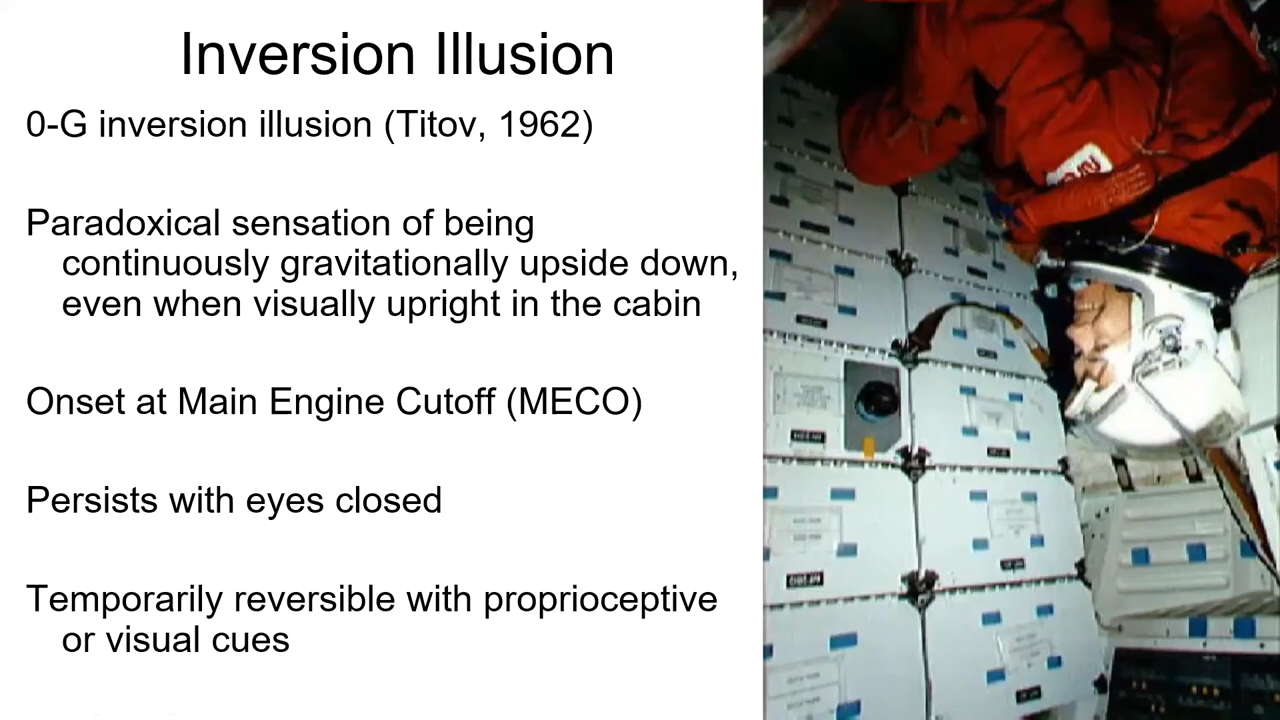 Inversion Illusion
0-G inversion illusion (Titov, 1962)
Paradoxical sensation of being
continuously gravitationally upside down,
even when visually upright in the cabin
Onset at Main Engine Cutoff (MECO)
Persists with eyes closed
Temporarily reversible with proprioceptive
or visual cues